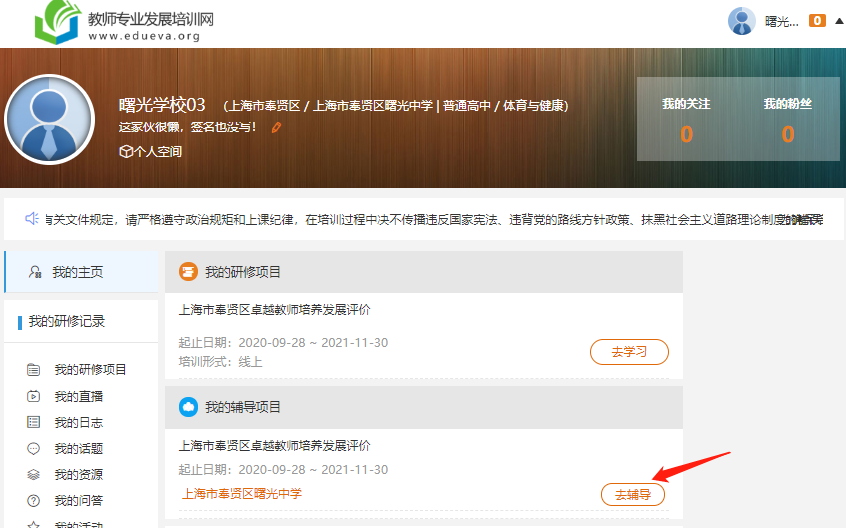 教师专业发展培训网
www.edueva.org
曙光... 0
曙光学校03 (上海市奉贤区 / 上海市奉贤区曙光中学 | 普通高中 / 体育与健康)
这家伙很懒，签名也没写！
个人空间
我的关注 我的粉丝
0 0
有关文件规定，请严格遵守政治规矩和上课纪律，在培训过程中决不传播违反国家宪法、违背党的路线方针政策、抹黑社会主义道路理论制度
我的主页
我的研修记录
我的研修项目
我的直播
我的日志
我的话题
我的资源
我的问答
我的活动
我的研修项目
上海市奉贤区卓越教师培养发展评价
起止日期：2020-09-28 ~ 2021-11-30
培训形式：线上
去学习
我的辅导项目
上海市奉贤区卓越教师培养发展评价
起止日期：2020-09-28 ~ 2021-11-30
上海市奉贤区曙光中学
去辅导